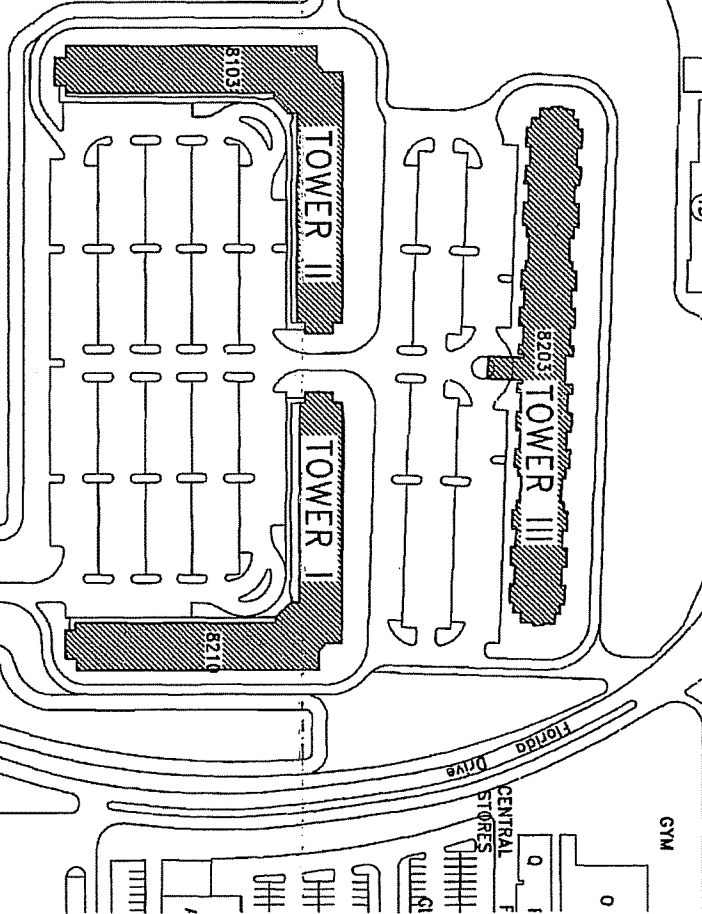 8103
TOWER II
8203
TOWER III
TOWER I
8210
Florida
Drive
CENTRAL
STORES
GYM